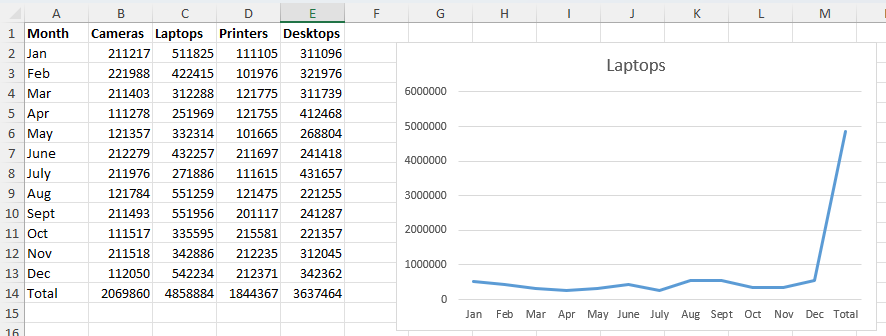 A B C D E F G H I J K L M
1 Month Cameras Laptops Printers Desktops
2 Jan 211217 511825 111105 311096
3 Feb 221988 422415 101976 321976
4 Mar 211403 312288 121775 311739
5 Apr 111278 251969 121755 412468
6 May 121357 332314 101665 268804
7 June 212279 432257 211697 241418
8 July 211976 271886 111615 431657
9 Aug 121784 551259 121475 221255
10 Sept 211493 551956 201117 241287
11 Oct 111517 335595 215581 221357
12 Nov 211518 342886 212235 312045
13 Dec 112050 542234 212371 342362
14 Total 2069860 4858884 1844367 3637464
15
16
Laptops
6000000
5000000
4000000
3000000
2000000
1000000
0
Jan Feb Mar Apr May June July Aug Sept Oct Nov Dec Total